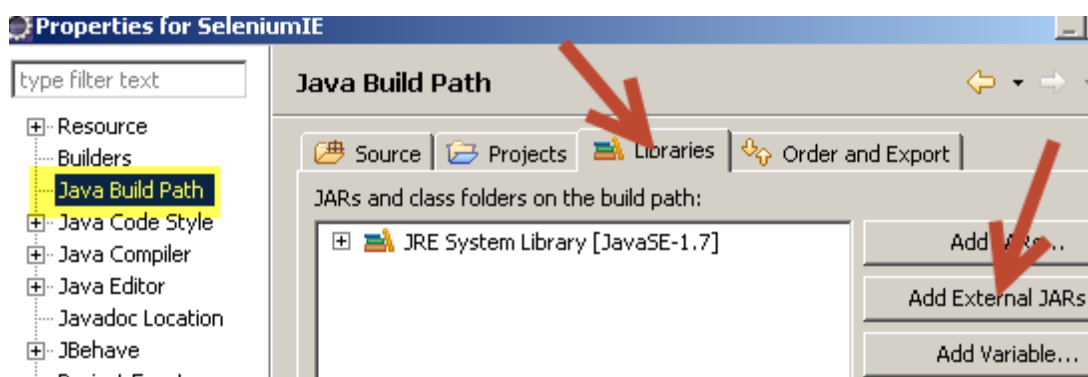 Properties for SeleniumIE
type filter text
Java Build Path
Resource
Builders
Java Build Path
Java Code Style
Java Compiler
Java Editor
Javadoc Location
JBehave
Source
Projects
Libraries
Order and Export
JARs and class folders on the build path:
JRE System Library [JavaSE-1.7]
Add JARs...
Add External JARs
Add Variable...